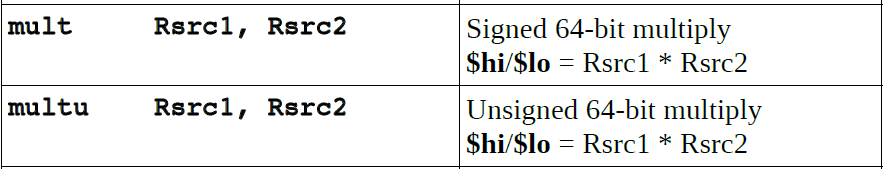 mult Rsrc1, Rsrc2 Signed 64-bit multiply
$hi/$lo = Rsrc1 * Rsrc2
multu Rsrc1, Rsrc2 Unsigned 64-bit multiply
$hi/$lo = Rsrc1 * Rsrc2